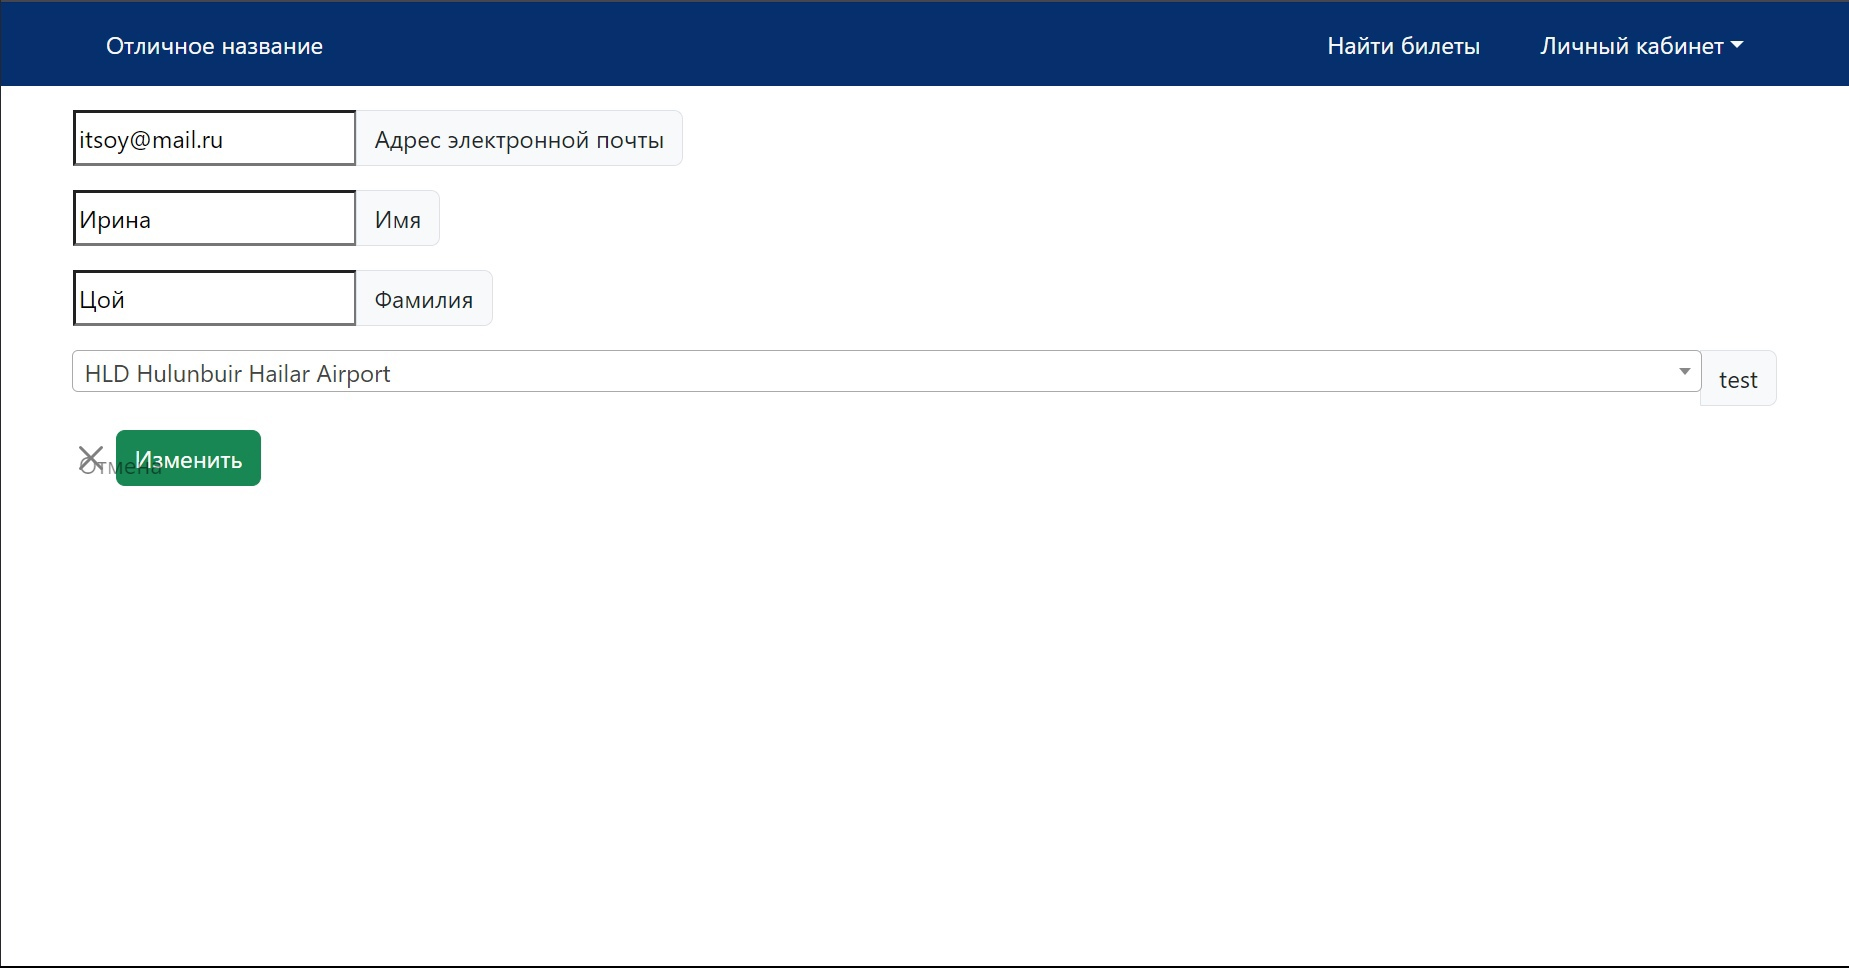 Отличное название Найти билеты Личный кабинет
itsoy@mail.ru Адрес электронной почты
Ирина Имя
Цой Фамилия
HLD Hulunbuir Hailar Airport test
Отмена Изменить